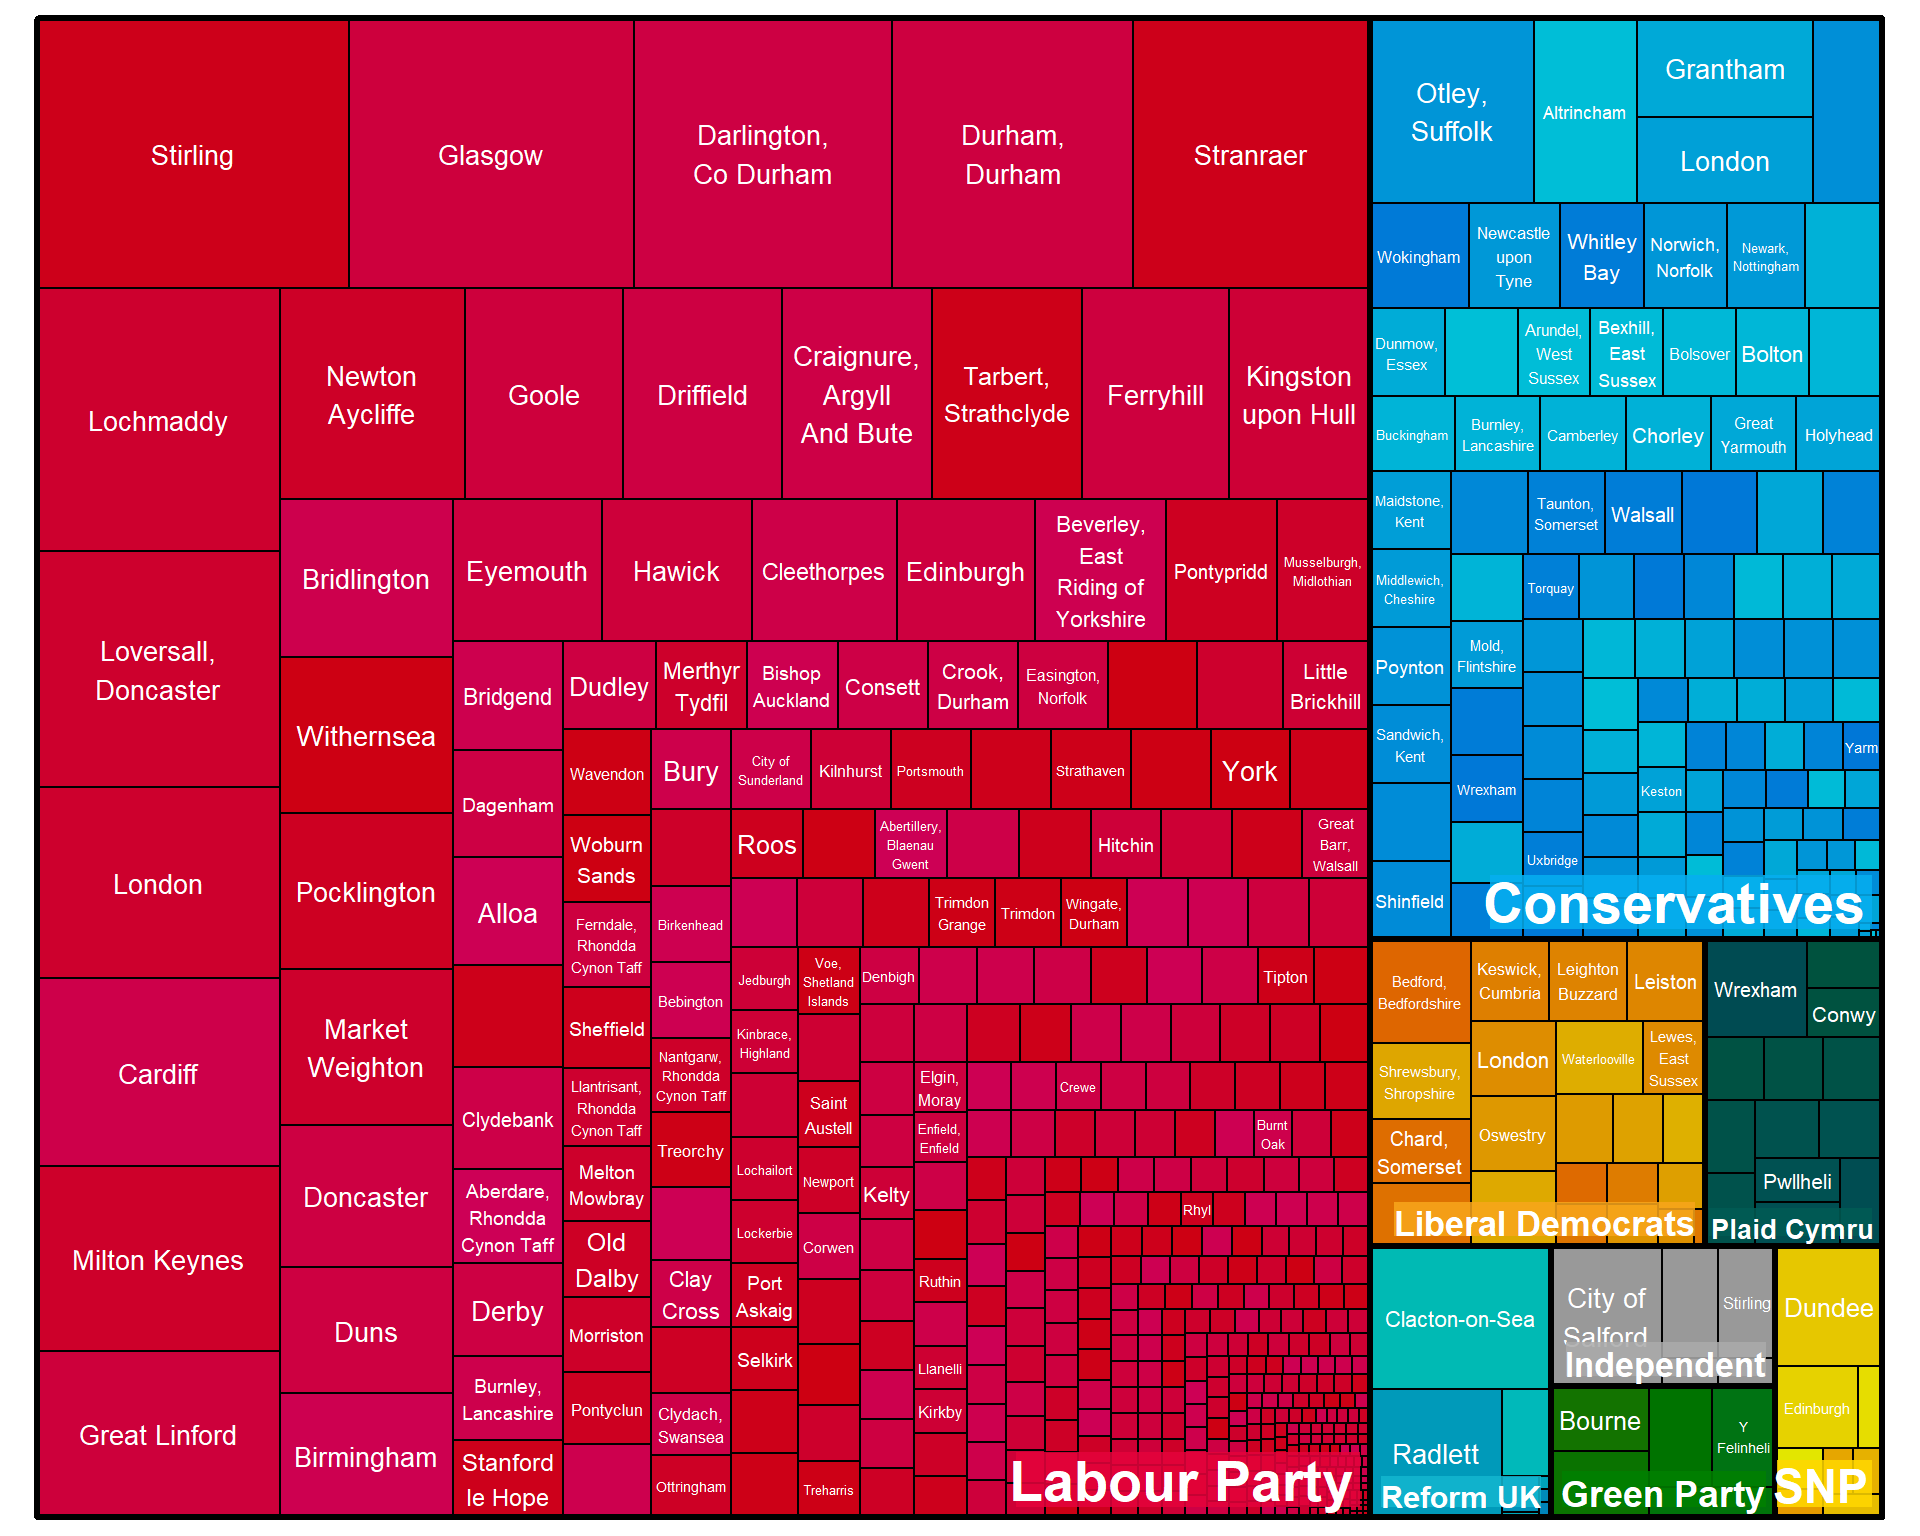 Stirling
Glasgow
Darlington,
Co Durham
Durham,
Durham
Stranraer
Lochmaddy
Newton
Aycliffe
Goole
Driffield
Craignure,
Argyll
And Bute
Tarbert,
Strathclyde
Ferryhill
Kingston
upon Hull
Loversall,
Doncaster
Bridlington
Eyemouth
Hawick
Cleethorpes
Edinburgh
Beverley,
East
Riding of
Yorkshire
Pontypridd
Musselburgh,
Midlothian
London
Withernsea
Bridgend
Dudley
Merthyr
Tydfil
Bishop
Auckland
Consett
Crook,
Durham
Easington,
Norfolk
Little
Brickhill
Wavendon
Bury
City of
Sunderland
Kilnhurst
Portsmouth
Strathaven
York
Dagenham
Pocklington
Woburn
Sands
Roos
Abertillery,
Blaenau
Gwent
Hitchin
Great
Barr,
Walsall
Alloa
Ferndale,
Rhondda
Cynon Taff
Birkenhead
Trimdon
Grange
Trimdon
Wingate,
Durham
Cardiff
Market
Weighton
Sheffield
Bebington
Jedburgh
Voe,
Shetland
Islands
Denbigh
Tipton
Kinbrace,
Highland
Clydebank
Llantrisant,
Rhondda
Cynon Taff
Nantgarw,
Rhondda
Cynon Taff
Saint
Austell
Elgin,
Moray
Crewe
Enfield,
Enfield
Burnt
Oak
Milton Keynes
Doncaster
Aberdare,
Rhondda
Cynon Taff
Melton
Mowbray
Treorchy
Lochailort
Newport
Kelty
Rhyl
Old
Dalby
Lockerbie
Corwen
Duns
Derby
Clay
Cross
Port
Askaig
Ruthin
Morriston
Selkirk
Llanelli
Great Linford
Birmingham
Burnley,
Lancashire
Pontyclun
Clydach,
Swansea
Kirkby
Stanford
le Hope
Ottringham
Treharris
Labour Party
Otley,
Suffolk
Altrincham
Grantham
London
Wokingham
Newcastle
upon
Tyne
Whitley
Bay
Norwich,
Norfolk
Newark,
Nottingham
Dunmow,
Essex
Arundel,
West
Sussex
Bexhill,
East
Sussex
Bolsover
Bolton
Buckingham
Burnley,
Lancashire
Camberley
Chorley
Great
Yarmouth
Holyhead
Maidstone,
Kent
Taunton,
Somerset
Walsall
Middlewich,
Cheshire
Torquay
Poynton
Mold,
Flintshire
Sandwich,
Kent
Yarm
Wrexham
Keston
Uxbridge
Shinfield
Conservatives
Bedford,
Bedfordshire
Keswick,
Cumbria
Leighton
Buzzard
Leiston
Shrewsbury,
Shropshire
London
Waterlooville
Lewes,
East
Sussex
Chard,
Somerset
Oswestry
Liberal Democrats
Wrexham
Conwy
Pwllheli
Plaid Cymru
Clacton-on-Sea
Radlett
Reform UK
City of
Salford
Stirling
Independent
Bourne
Y
Felinheli
Green Party
Dundee
Edinburgh
SNP